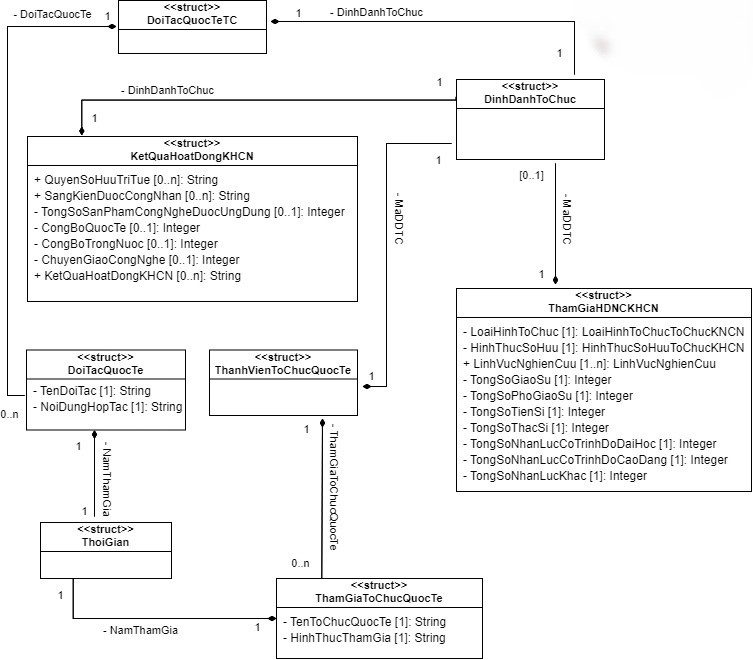 <<struct>>
DoiTacQuocTeTC
- DoiTacQuocTe
1
1
- DinhDanhToChuc
1
<<struct>>
DinhDanhToChuc
- DinhDanhToChuc
1
1
<<struct>>
KetQuaHoatDongKHCN
+ QuyenSoHuuTriTue [0..n]: String
+ SangKienDuocCongNhan [0..n]: String
- TongSoSanPhamCongNgheDuocUngDung [0..1]: Integer
- CongBoQuocTe [0..1]: Integer
- CongBoTrongNuoc [0..1]: Integer
- ChuyenGiaoCongNghe [0..1]: Integer
+ KetQuaHoatDongKHCN [0..n]: String
1
- MaDDTC
1
[0..1]
- MaDDTC
1
<<struct>>
ThamGiaHDNCKHCN
- LoaiHinhToChuc [1]: LoaiHinhToChucToChucKNCN
- HinhThucSoHuu [1]: HinhThucSoHuuToChucKHCN
+ LinhVucNghienCuu [1..n]: LinhVucNghienCuu
- TongSoGiaoSu [1]: Integer
- TongSoPhoGiaoSu [1]: Integer
- TongSoTienSi [1]: Integer
- TongSoThacSi [1]: Integer
- TongSoNhanLucCoTrinhDoDaiHoc [1]: Integer
- TongSoNhanLucCoTrinhDoCaoDang [1]: Integer
- TongSoNhanLucKhac [1]: Integer
<<struct>>
DoiTacQuocTe
- TenDoiTac [1]: String
- NoiDungHopTac [1]: String
0..n
<<struct>>
ThanhVienToChucQuocTe
1
- NamThamGia
1
1
- ThamGiaToChucQuocTe
0..n
<<struct>>
ThoiGian
1
- NamThamGia
1
<<struct>>
ThamGiaToChucQuocTe
- TenToChucQuocTe [1]: String
- HinhThucThamGia [1]: String